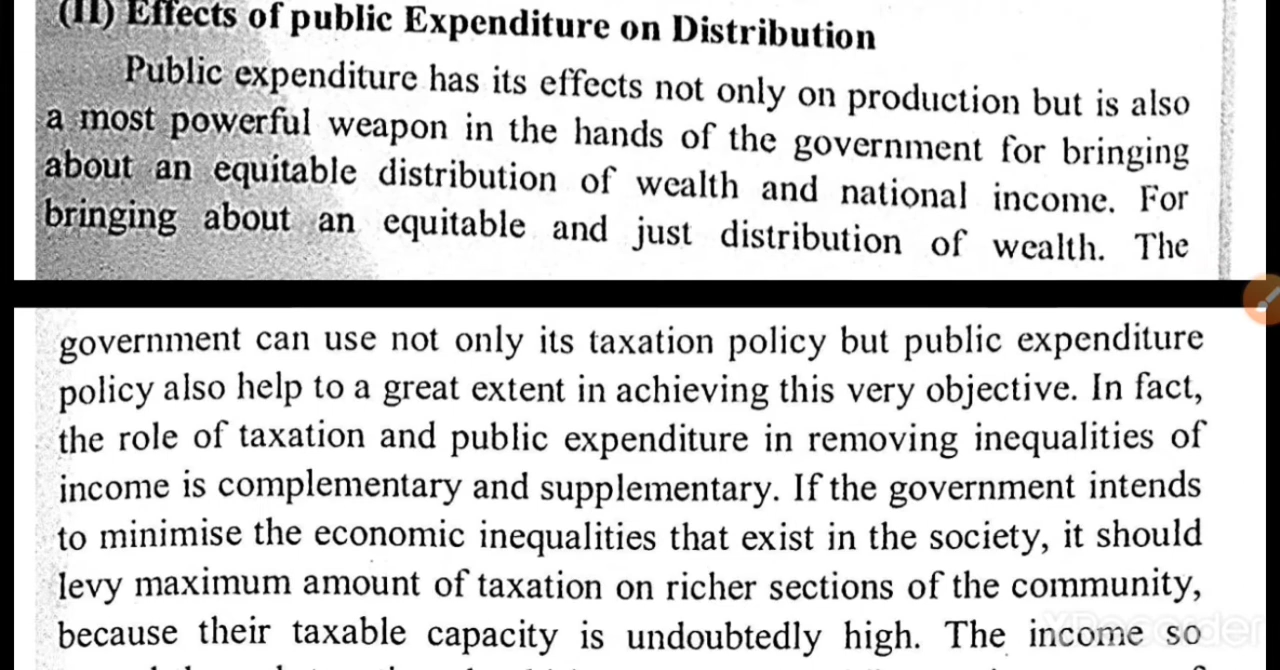 (II) Effects of public Expenditure on Distribution
Public expenditure has its effects not only on production but is also
a most powerful weapon in the hands of the government for bringing
about an equitable distribution of wealth and national income. For
bringing about an equitable and just distribution of wealth. The
government can use not only its taxation policy but public expenditure
policy also help to a great extent in achieving this very objective. In fact,
the role of taxation and public expenditure in removing inequalities of
income is complementary and supplementary. If the government intends
to minimise the economic inequalities that exist in the society, it should
levy maximum amount of taxation on richer sections of the community,
because their taxable capacity is undoubtedly high. The income so
XRecorder